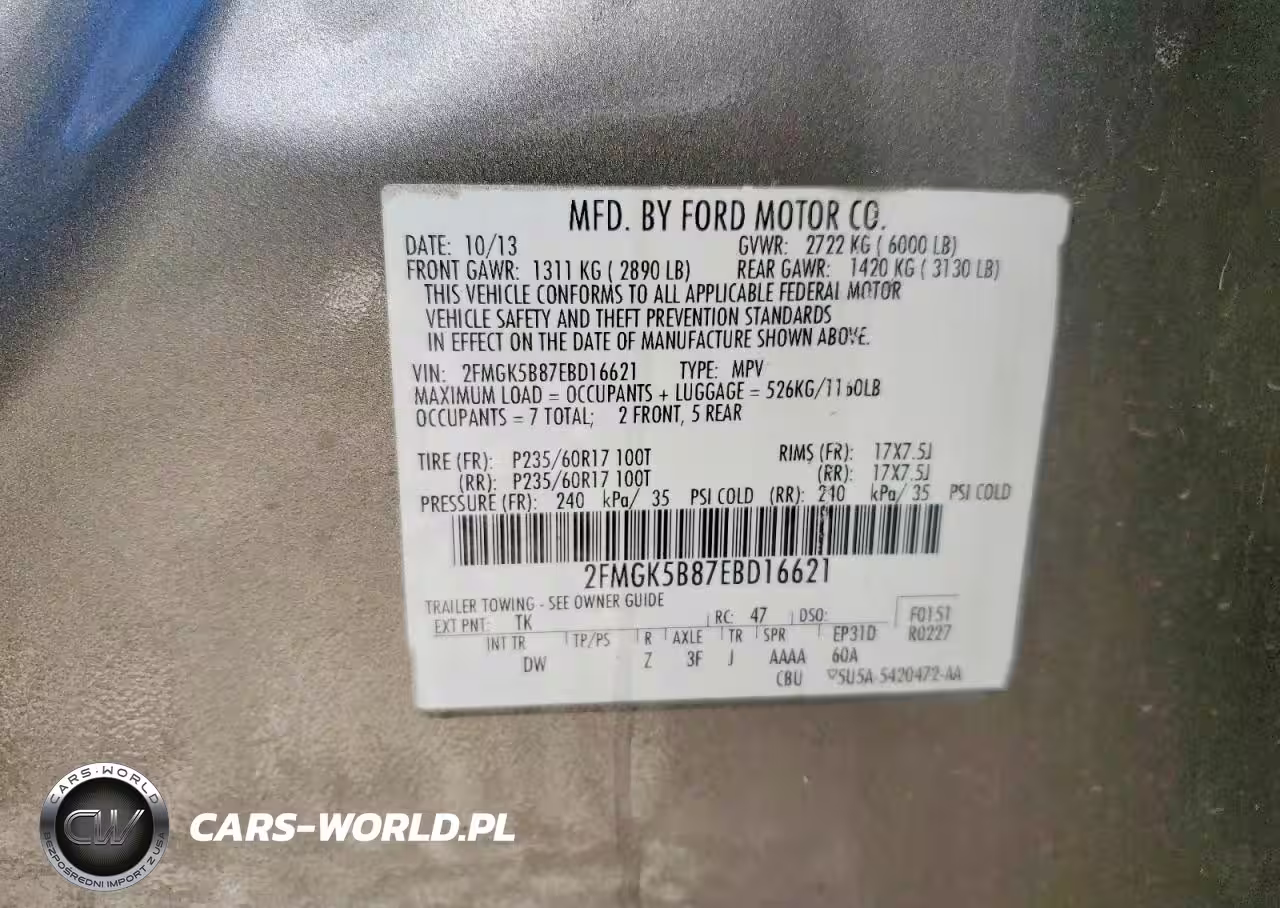 MFD. BY FORD MOTOR CO.
DATE: 10/13 GVWR: 2722 KG ( 6000 LB)
FRONT GAWR: 1311 KG ( 2890 LB) REAR GAWR: 1420 KG ( 3130 LB)
THIS VEHICLE CONFORMS TO ALL APPLICABLE FEDERAL MOTOR
VEHICLE SAFETY AND THEFT PREVENTION STANDARDS
IN EFFECT ON THE DATE OF MANUFACTURE SHOWN ABOVE.
VIN: 2FMGK5B87EBD16621 TYPE: MPV
MAXIMUM LOAD = OCCUPANTS + LUGGAGE = 526KG/1160LB
OCCUPANTS = 7 TOTAL; 2 FRONT, 5 REAR
TIRE (FR): P235/60R17 100T RIMS (FR): 17X7.5J
(RR): P235/60R17 100T (RR): 17X7.5J
PRESSURE (FR): 240 kPa/ 35 PSI COLD (RR): 240 kPa/ 35 PSI COLD
2FMGK5B87EBD16621
TRAILER TOWING - SEE OWNER GUIDE
EXT PNT: TK RC: 47 DSO: F0151
INT TR TP/PS R AXLE TR SPR EP31D R0227
DW Z 3F J AAAA 60A
CBU 5U5A-5420472-AA
CARS-WORLD
CW
BEZPOŚREDNI IMPORT Z USA
CARS-WORLD.PL